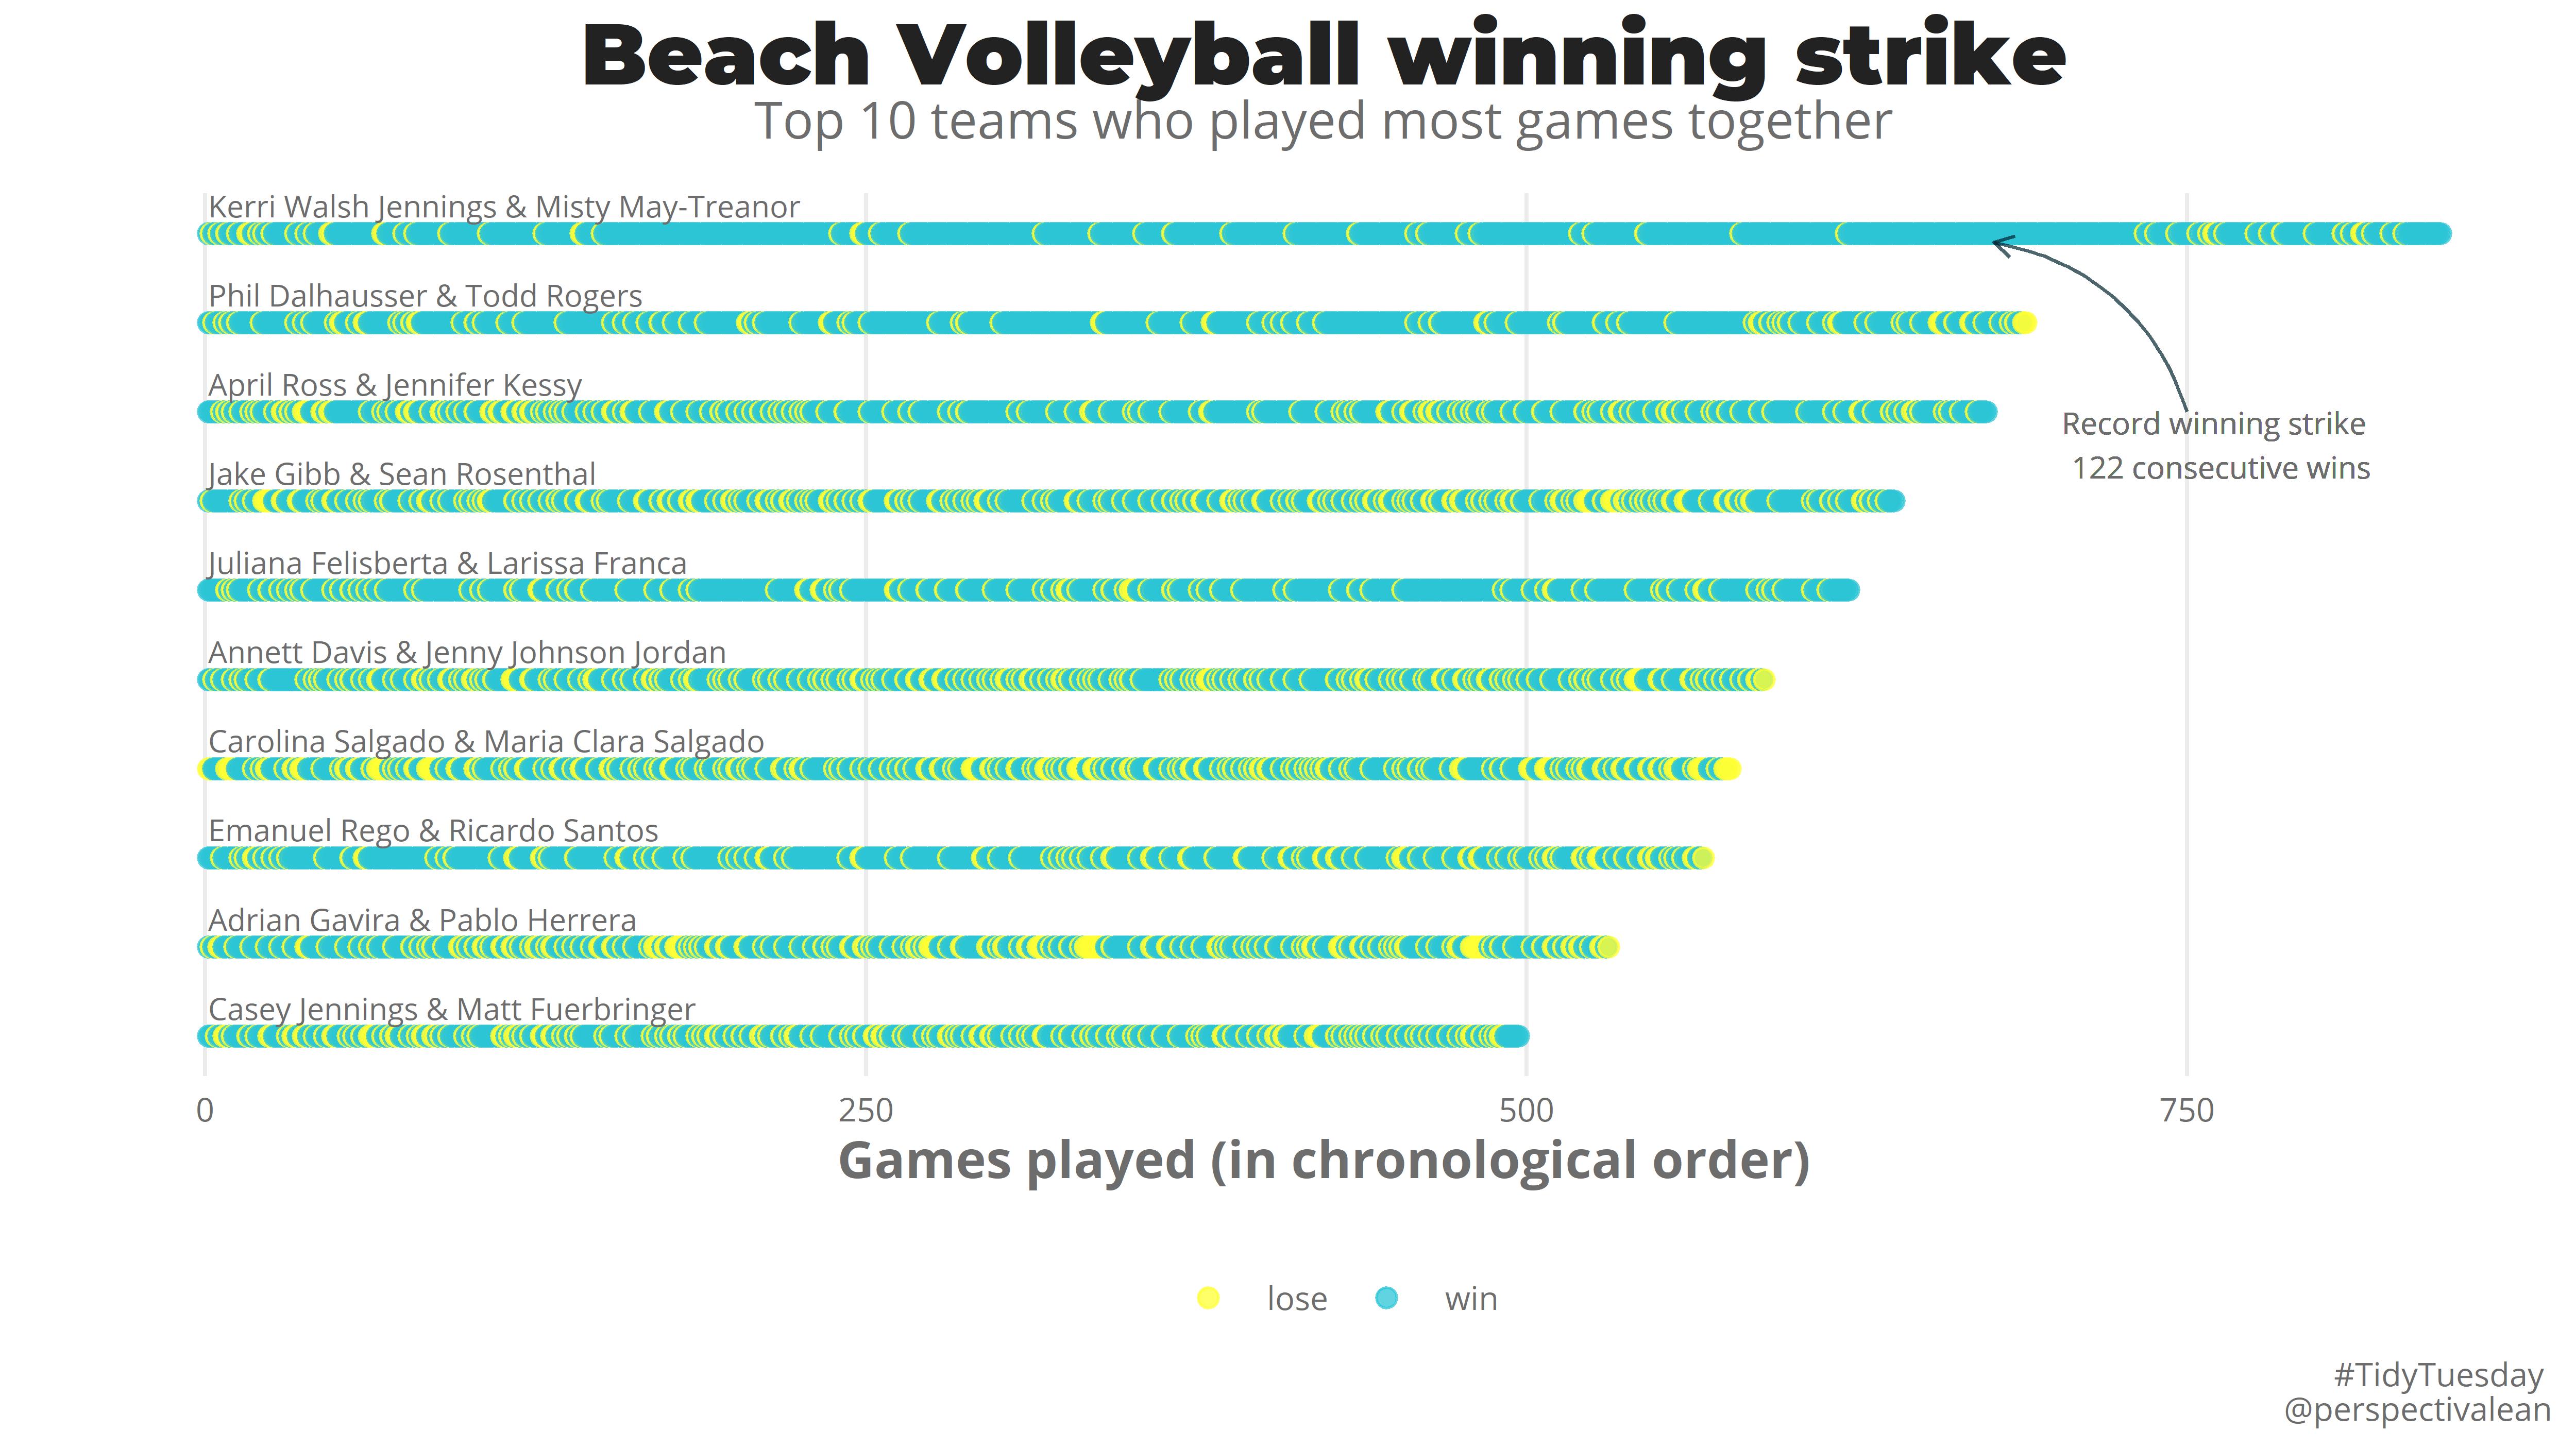 Beach Volleyball winning strike
Top 10 teams who played most games together
Kerri Walsh Jennings & Misty May-Treanor
Phil Dalhausser & Todd Rogers
April Ross & Jennifer Kessy
Record winning strike
122 consecutive wins
Jake Gibb & Sean Rosenthal
Juliana Felisberta & Larissa Franca
Annett Davis & Jenny Johnson Jordan
Carolina Salgado & Maria Clara Salgado
Emanuel Rego & Ricardo Santos
Adrian Gavira & Pablo Herrera
Casey Jennings & Matt Fuerbringer
0 250 500 750
Games played (in chronological order)
lose win
#TidyTuesday
@perspectivalean